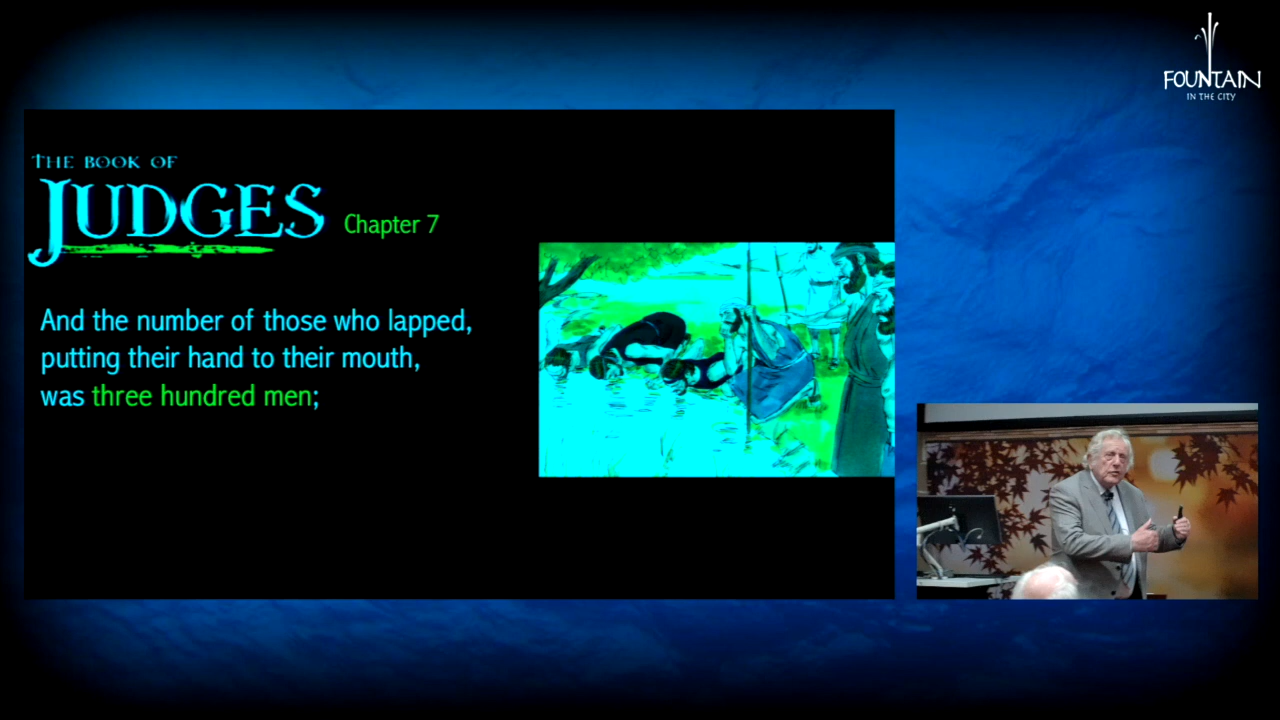 FOUNTAIN
IN THE CITY
THE BOOK OF
JUDGES
Chapter 7
And the number of those who lapped,
putting their hand to their mouth,
was three hundred men;